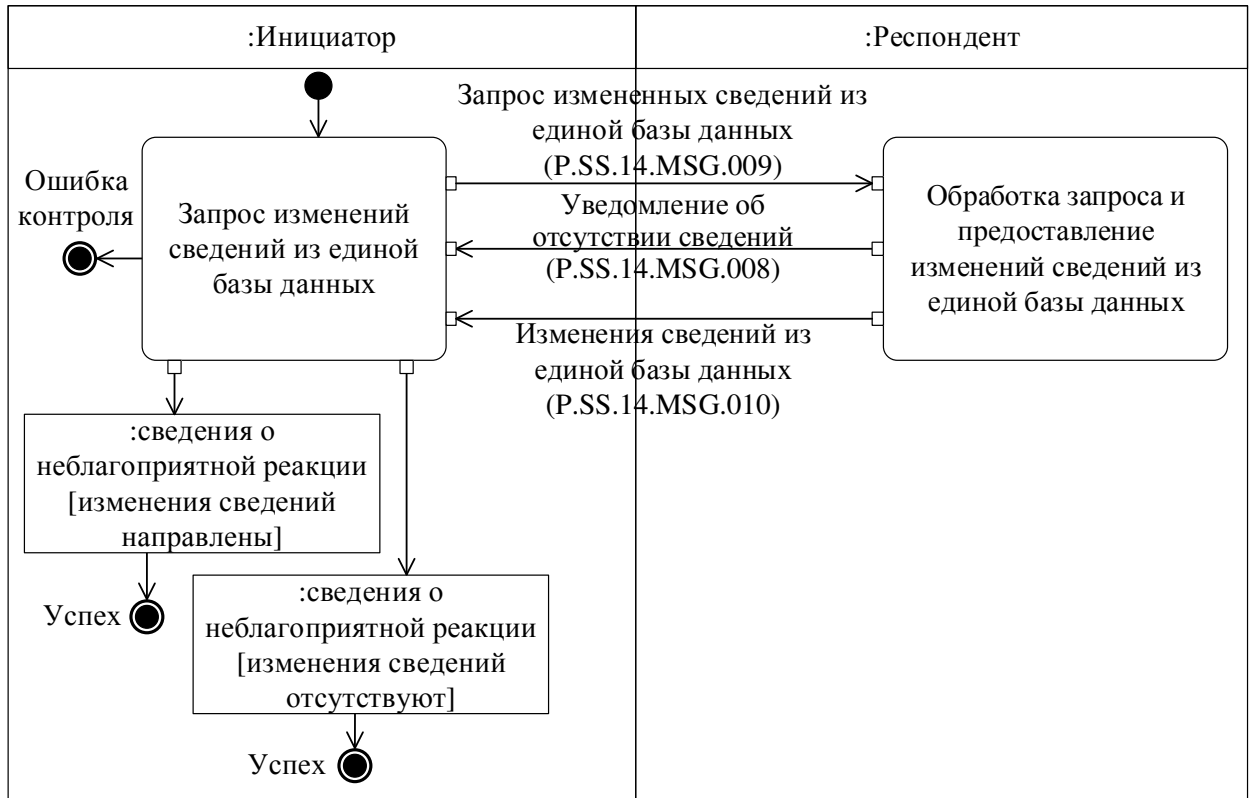 :Инициатор
:Респондент
Запрос измененных сведений из
единой базы данных
(P.SS.14.MSG.009)
Ошибка
контроля
Запрос изменений
сведений из единой
базы данных
Уведомление об
отсутствии сведений
(P.SS.14.MSG.008)
Обработка запроса и
предоставление
изменений сведений из
единой базы данных
Изменения сведений из
единой базы данных
(P.SS.14.MSG.010)
:сведения о
неблагоприятной реакции
[изменения сведений
направлены]
Успех
:сведения о
неблагоприятной реакции
[изменения сведений
отсутствуют]
Успех